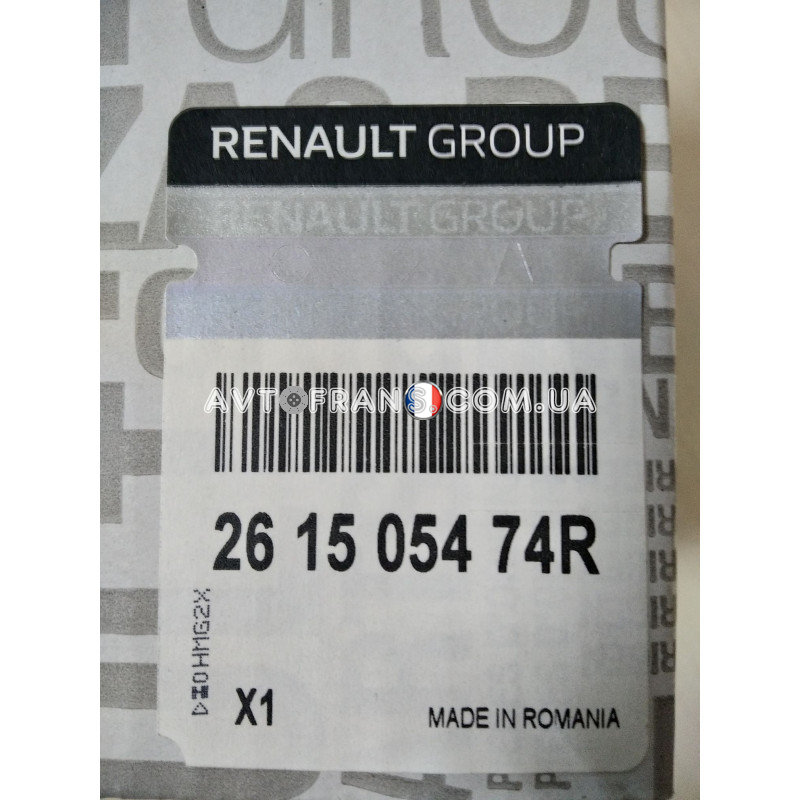 RENAULT GROUP
RENAULT GROUP
AVTOFRANS.COM.UA
26 15 054 74R
X1
MADE IN ROMANIA